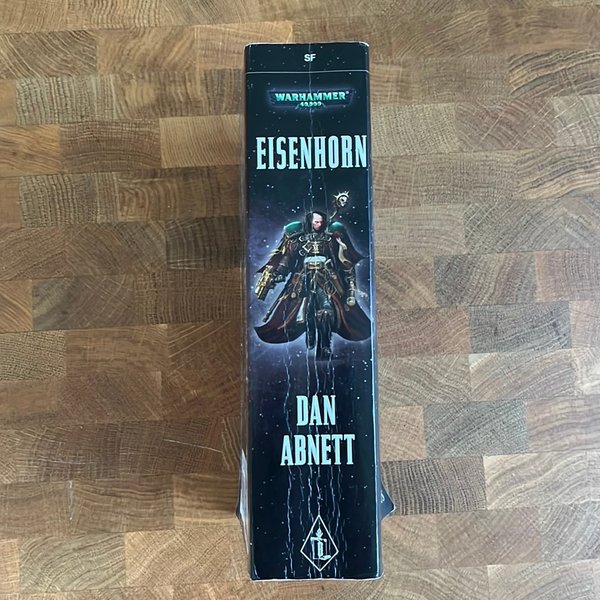 SF
WARHAMMER
40,000
EISENHORN
DAN
ABNETT